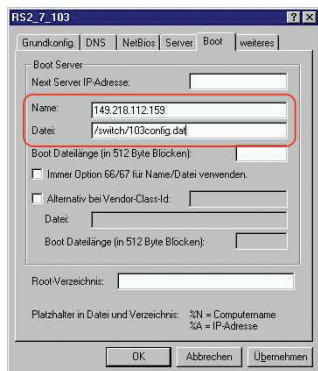 RS2_7_103
Grundkonfig. DNS NetBios Server Boot weiteres
Boot Server
Next Server IP-Adresse:
Name: 149.218.112.159
Datei: /switch/103config.dat
Boot Dateilänge (in 512 Byte Blöcken):
Immer Option 66/67 für Name/Datei verwenden.
Alternativ bei Vendor-Class-Id:
Datei:
Boot Dateilänge (in 512 Byte Blöcken):
Root-Verzeichnis:
Platzhalter in Datei und Verzeichnis: %N = Computername
%A = IP-Adresse
OK Abbrechen Übernehmen